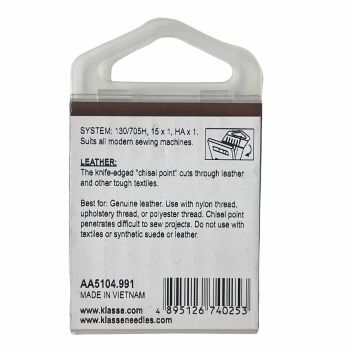 SYSTEM: 130/705H, 15 x 1, HA x 1.
Suits all modern sewing machines.
LEATHER:
The knife-edged "chisel point" cuts through leather
and other tough textiles.
Best for: Genuine leather. Use with nylon thread,
upholstery thread, or polyester thread. Chisel point
penetrates difficult to sew projects. Do not use with
textiles or synthetic suede or leather.
AA5104.991
MADE IN VIETNAM
www.klasse.com
www.klasseneedles.com
4 895126 740253